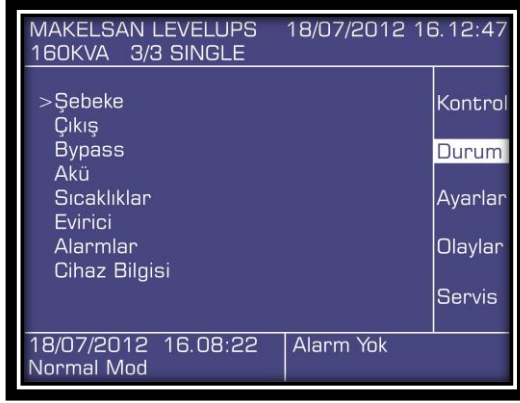 MAKELSAN LEVELUPS 18/07/2012 16.12:47
160KVA 3/3 SINGLE
>Şebeke
Çıkış
Bypass
Akü
Sıcaklıklar
Evirici
Alarmlar
Cihaz Bilgisi
Kontrol
Durum
Ayarlar
Olaylar
Servis
18/07/2012 16.08:22
Normal Mod
Alarm Yok